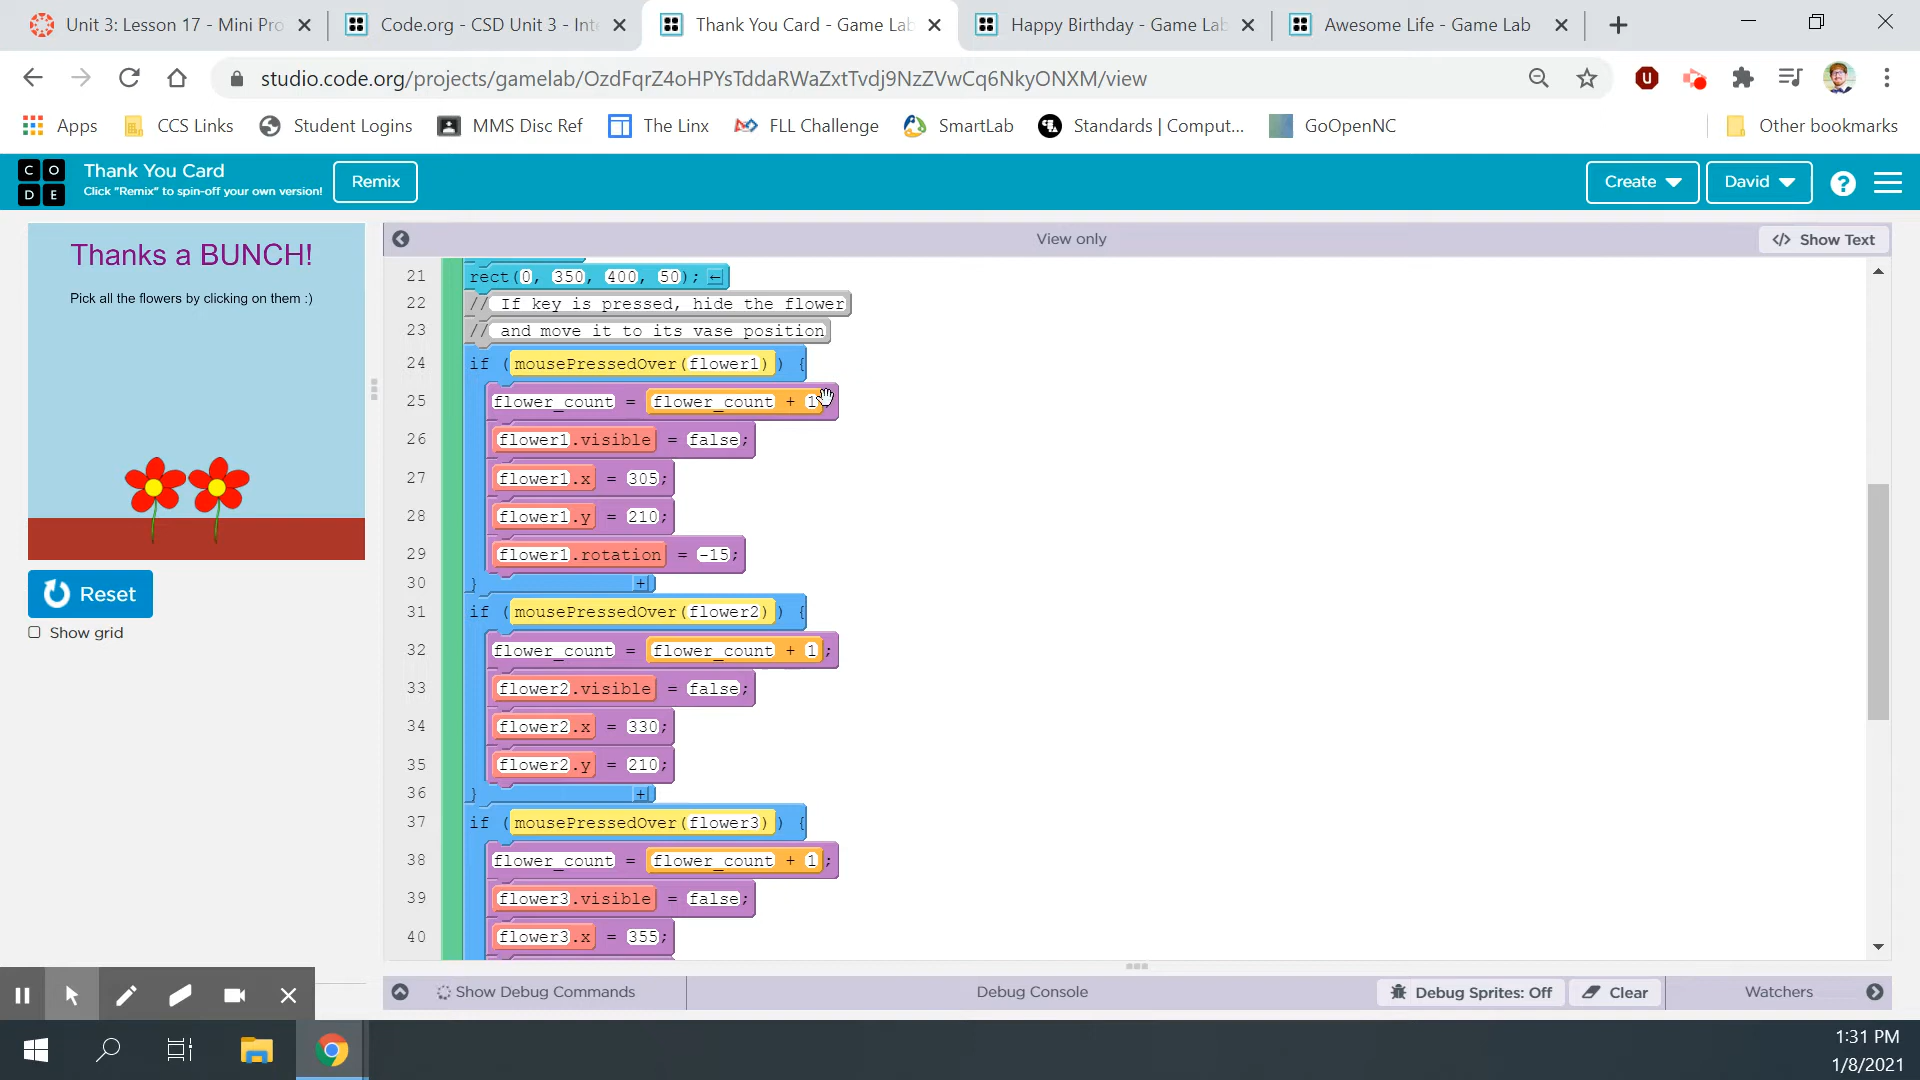 Unit 3: Lesson 17 - Mini Pro
Code.org - CSD Unit 3 - Inte
Thank You Card - Game Lab
Happy Birthday - Game Lab
Awesome Life - Game Lab
studio.code.org/projects/gamelab/OzdFqrZ4oHPYsTddaRWaZxtTvdj9NzZVwCq6NkyONXM/view
Apps
CCS Links
Student Logins
MMS Disc Ref
The Linx
FLL Challenge
SmartLab
Standards | Comput...
GoOpenNC
Other bookmarks
C O
D E
Thank You Card
Click "Remix" to spin-off your own version!
Remix
Create
David
?
Thanks a BUNCH!
Pick all the flowers by clicking on them :)
Reset
Show grid
View only
</> Show Text
21 rect(0, 350, 400, 50);
22 // If key is pressed, hide the flower
23 // and move it to its vase position
24 if (mousePressedOver(flower1)) {
25 flower_count = flower_count + 1
26 flower1.visible = false;
27 flower1.x = 305;
28 flower1.y = 210;
29 flower1.rotation = -15;
30 } +
31 if (mousePressedOver(flower2)) {
32 flower_count = flower_count + 1;
33 flower2.visible = false;
34 flower2.x = 330;
35 flower2.y = 210;
36 } +
37 if (mousePressedOver(flower3)) {
38 flower_count = flower_count + 1;
39 flower3.visible = false;
40 flower3.x = 355;
Show Debug Commands
Debug Console
Debug Sprites: Off
Clear
Watchers
1:31 PM
1/8/2021